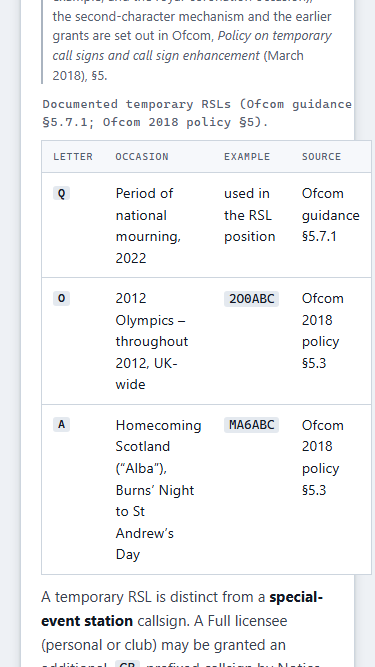 the second-character mechanism and the earlier
grants are set out in Ofcom, Policy on temporary
call signs and call sign enhancement (March
2018), §5.
Documented temporary RSLs (Ofcom guidance
§5.7.1; Ofcom 2018 policy §5).
LETTER OCCASION EXAMPLE SOURCE
Q Period of national mourning, 2022 used in the RSL position Ofcom guidance §5.7.1
O 2012 Olympics – throughout 2012, UK-wide 2O0ABC Ofcom 2018 policy §5.3
A Homecoming Scotland (“Alba”), Burns’ Night to St Andrew’s Day MA6ABC Ofcom 2018 policy §5.3
A temporary RSL is distinct from a special-
event station callsign. A Full licensee
(personal or club) may be granted an